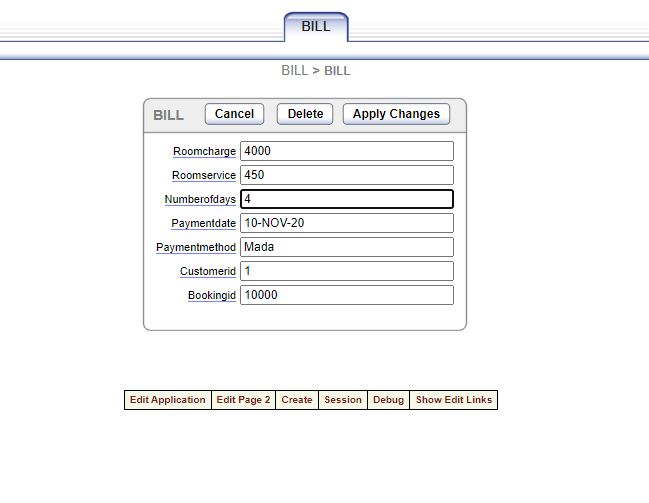 BILL
BILL > BILL
BILL Cancel Delete Apply Changes
Roomcharge 4000
Roomservice 450
Numberofdays 4
Paymentdate 10-NOV-20
Paymentmethod Mada
Customerid 1
Bookingid 10000
Edit Application Edit Page 2 Create Session Debug Show Edit Links